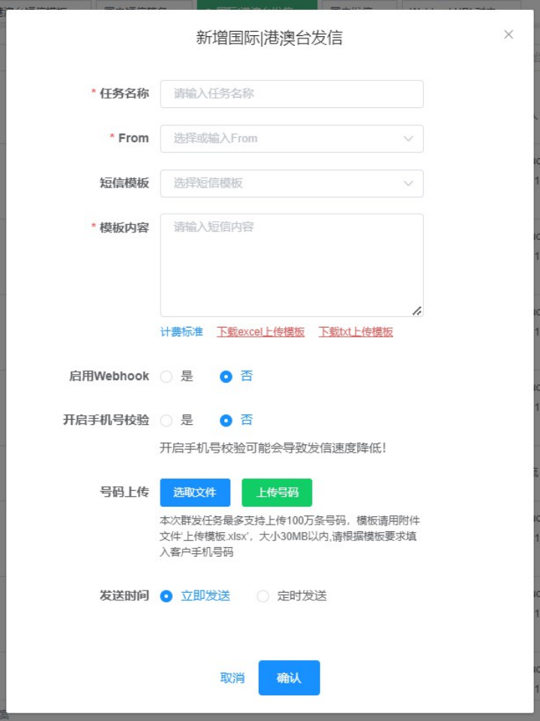 新增国际|港澳台发信
* 任务名称 请输入任务名称
* From 选择或输入From
短信模板 选择短信模板
* 模板内容 请输入短信内容
计费标准 下载excel上传模板 下载txt上传模板
启用Webhook 是 否
开启手机号校验 是 否
开启手机号校验可能会导致发信速度降低!
号码上传 选取文件 上传号码
本次群发任务最多支持上传100万条号码，模板请用附件
文件'上传模板.xlsx'，大小30MB以内,请根据模板要求填
入客户手机号码
发送时间 立即发送 定时发送
取消 确认